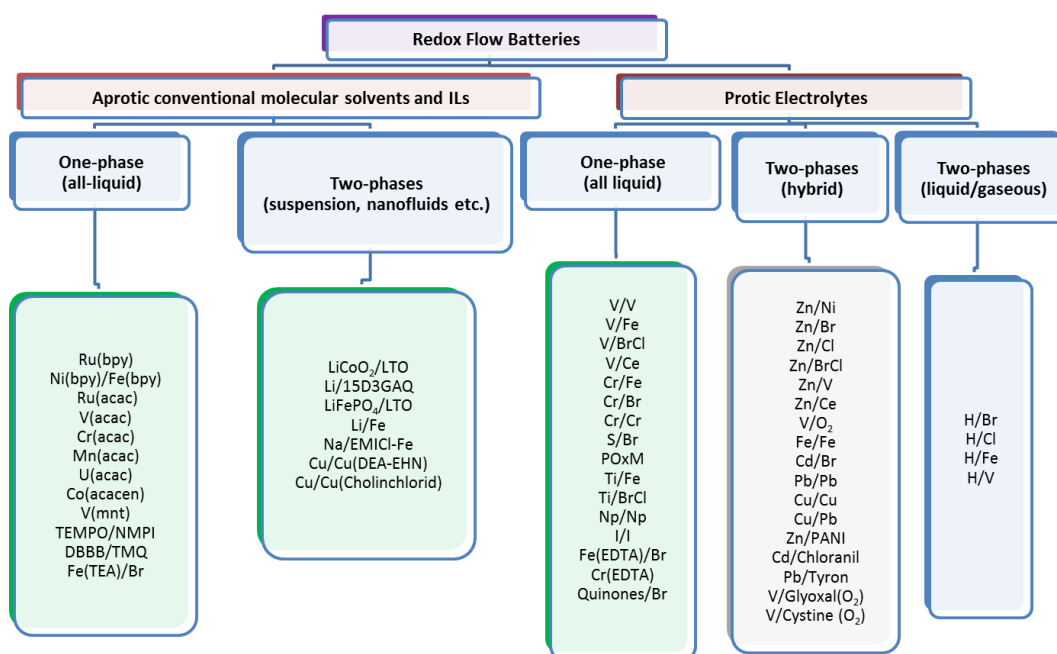 Redox Flow Batteries
Aprotic conventional molecular solvents and ILs
Protic Electrolytes
One-phase
(all-liquid)
Two-phases
(suspension, nanofluids etc.)
One-phase
(all liquid)
Two-phases
(hybrid)
Two-phases
(liquid/gaseous)
Ru(bpy)
Ni(bpy)/Fe(bpy)
Ru(acac)
V(acac)
Cr(acac)
Mn(acac)
U(acac)
Co(acacen)
V(mnt)
TEMPO/NMPI
DBBB/TMQ
Fe(TEA)/Br
LiCoO₂/LTO
Li/15D3GAQ
LiFePO₄/LTO
Li/Fe
Na/EMICl-Fe
Cu/Cu(DEA-EHN)
Cu/Cu(Cholinchlorid)
V/V
V/Fe
V/BrCl
V/Ce
Cr/Fe
Cr/Br
Cr/Cr
S/Br
POxM
Ti/Fe
Ti/BrCl
Np/Np
I/I
Fe(EDTA)/Br
Cr(EDTA)
Quinones/Br
Zn/Ni
Zn/Br
Zn/Cl
Zn/BrCl
Zn/V
Zn/Ce
V/O₂
Fe/Fe
Cd/Br
Pb/Pb
Cu/Cu
Cu/Pb
Zn/PANI
Cd/Chloranil
Pb/Tyron
V/Glyoxal(O₂)
V/Cystine (O₂)
H/Br
H/Cl
H/Fe
H/V